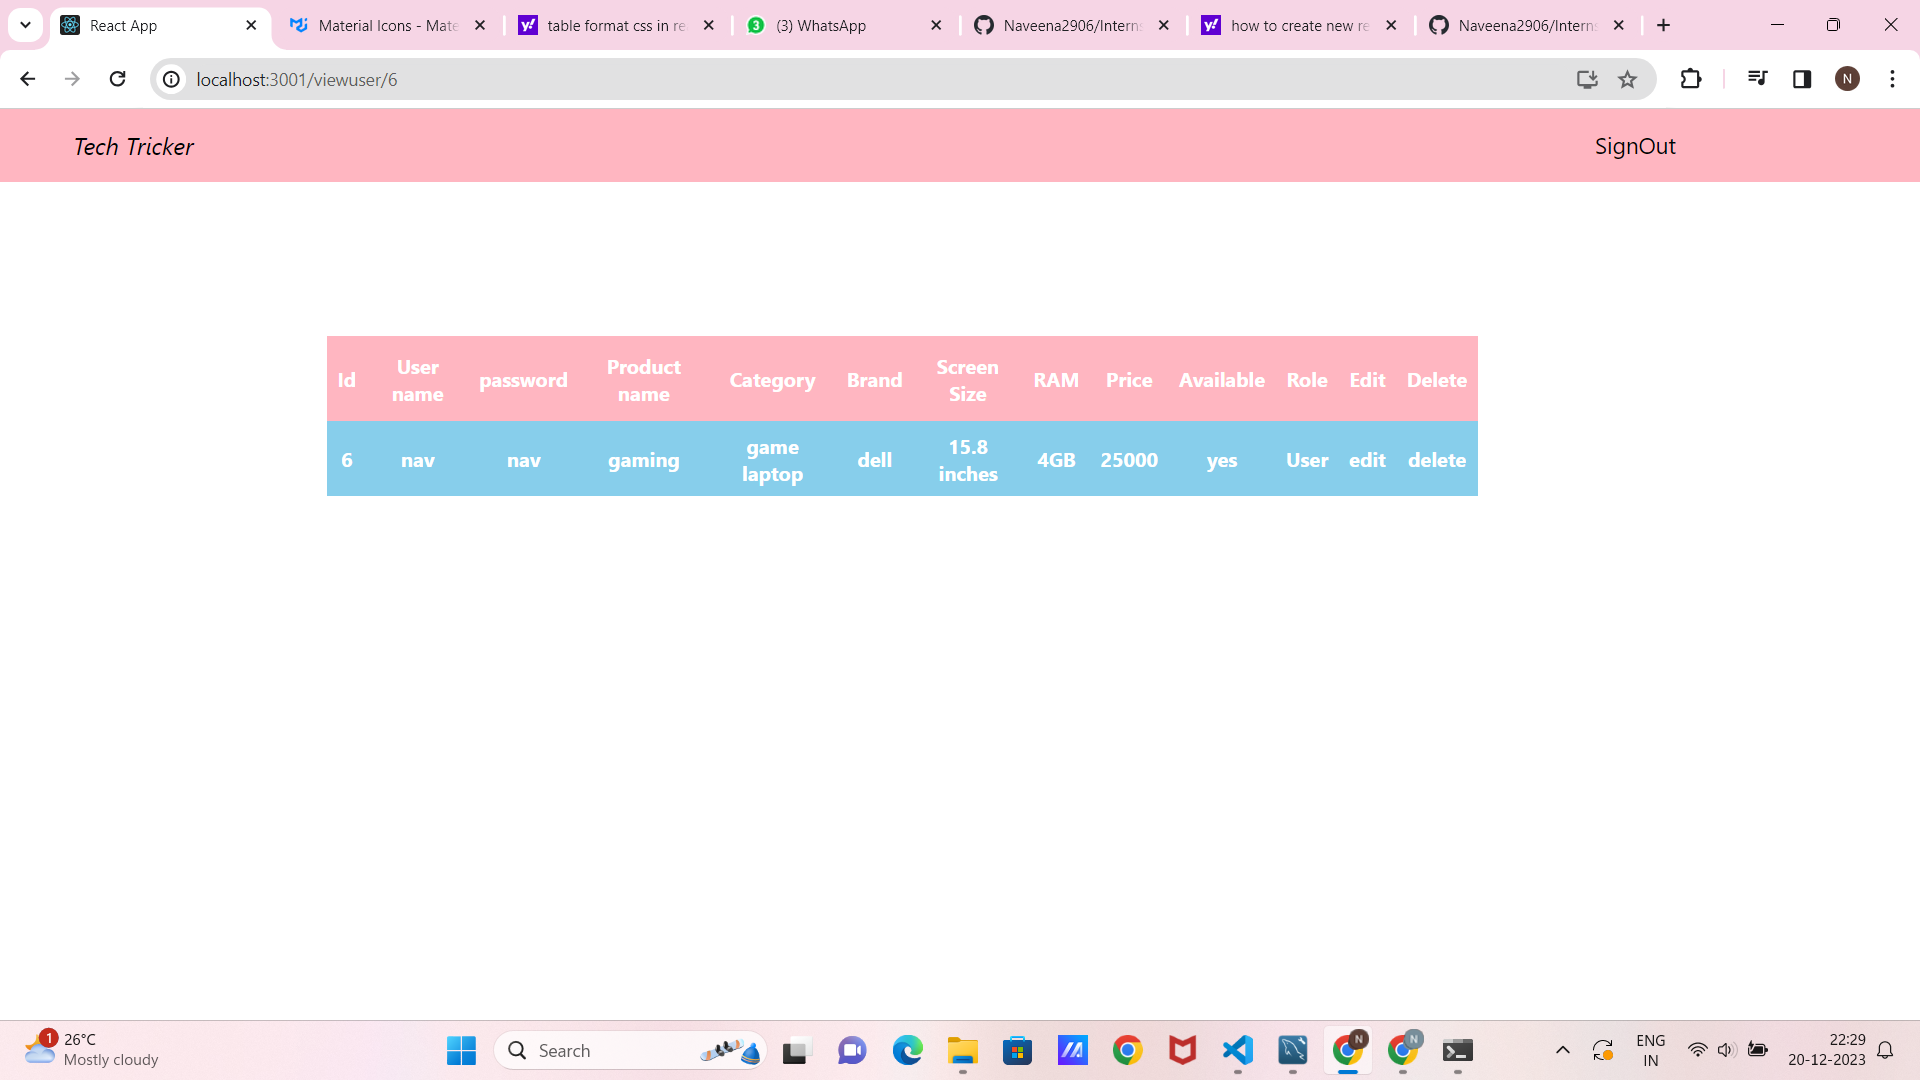 React App
Material Icons - Mate
table format css in re
(3) WhatsApp
Naveena2906/Interns
how to create new re
Naveena2906/Interns
localhost:3001/viewuser/6
N
Tech Tricker
SignOut
Id User name password Product name Category Brand Screen Size RAM Price Available Role Edit Delete
6 nav nav gaming game laptop dell 15.8 inches 4GB 25000 yes User edit delete
1
26°C
Mostly cloudy
Search
N
N
ENG
IN
22:29
20-12-2023